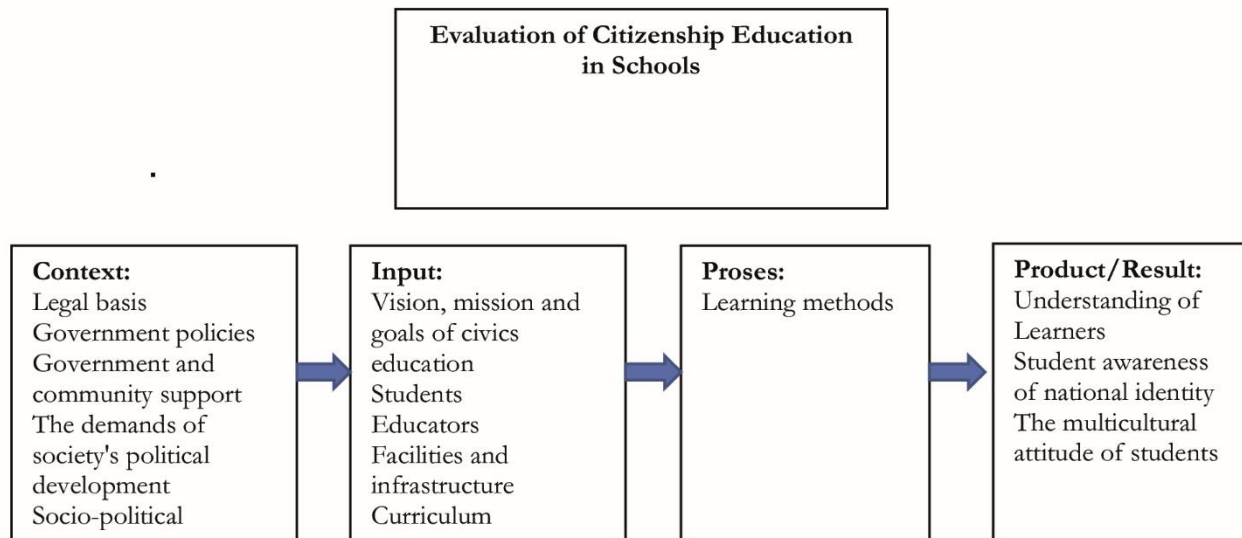 Evaluation of Citizenship Education
in Schools
.
Context:
Legal basis
Government policies
Government and
community support
The demands of
society's political
development
Socio-political
Input:
Vision, mission and
goals of civics
education
Students
Educators
Facilities and
infrastructure
Curriculum
Proses:
Learning methods
Product/Result:
Understanding of
Learners
Student awareness
of national identity
The multicultural
attitude of students